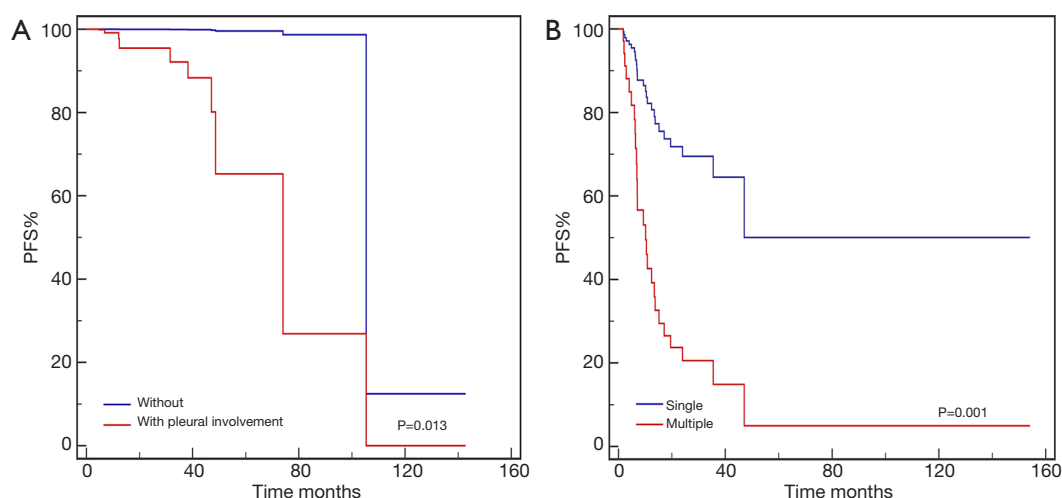 A
B
100
80
60
40
20
0
PFS%
Without
With pleural involvement
P=0.013
0 40 80 120 160
Time months
100
80
60
40
20
0
PFS%
Single
Multiple
P=0.001
0 40 80 120 160
Time months